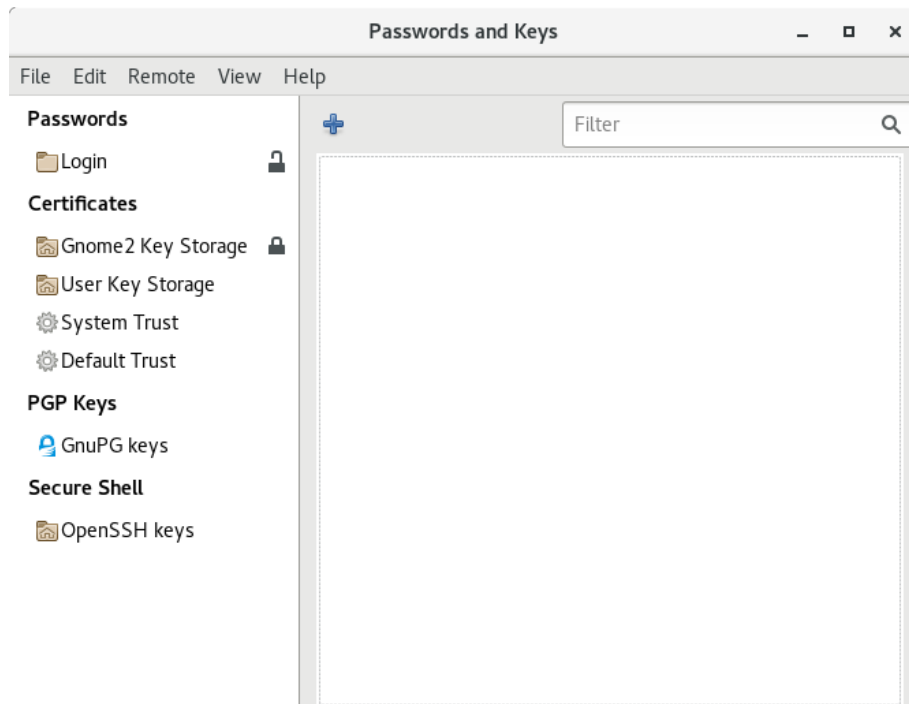 Passwords and Keys
File Edit Remote View Help
Passwords
Filter
Login
Certificates
Gnome2 Key Storage
User Key Storage
System Trust
Default Trust
PGP Keys
GnuPG keys
Secure Shell
OpenSSH keys